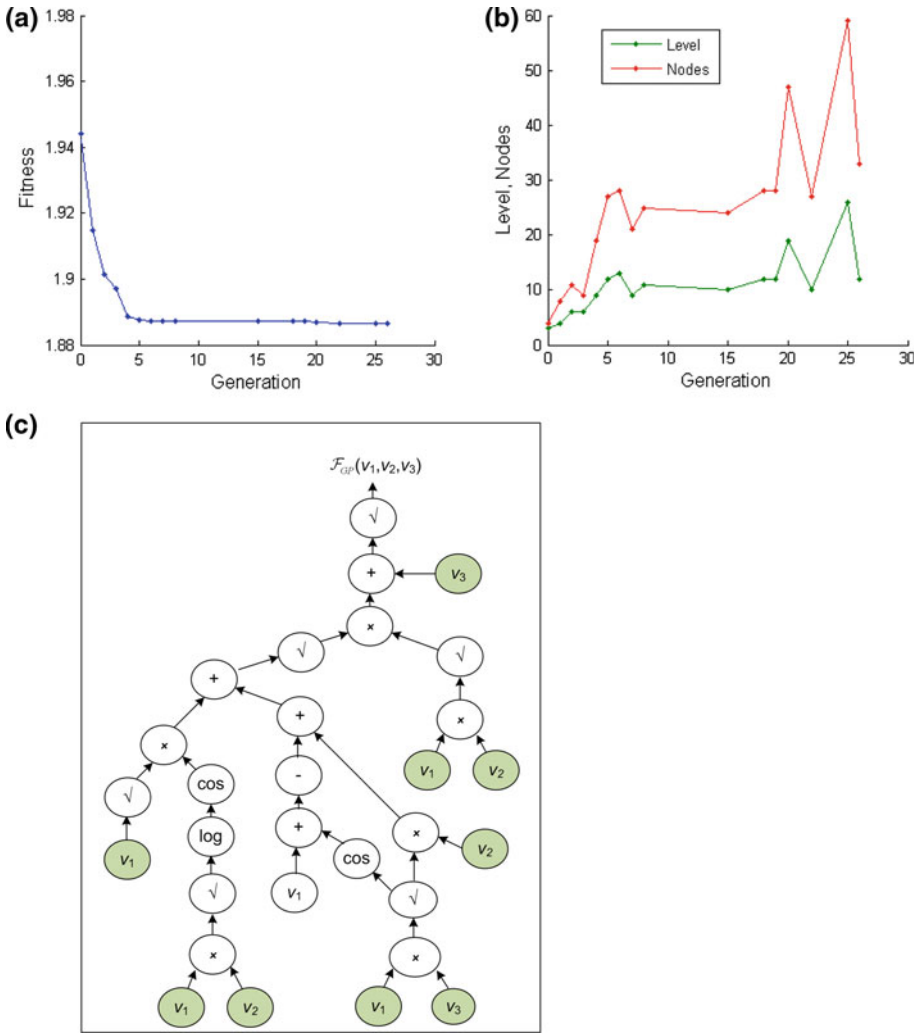 (a)
1.98
1.96
1.94
1.92
1.9
1.88
Fitness
0 5 10 15 20 25 30
Generation
(b)
60
50
40
30
20
10
0
Level, Nodes
Level
Nodes
0 5 10 15 20 25 30
Generation
(c)
ℱGP(v1,v2,v3)
√
+ v3
×
√ √
+
+ ×
× v1 v2
√ cos -
log + × v2
v1 cos
√ v1 √
× ×
v1 v2 v1 v3